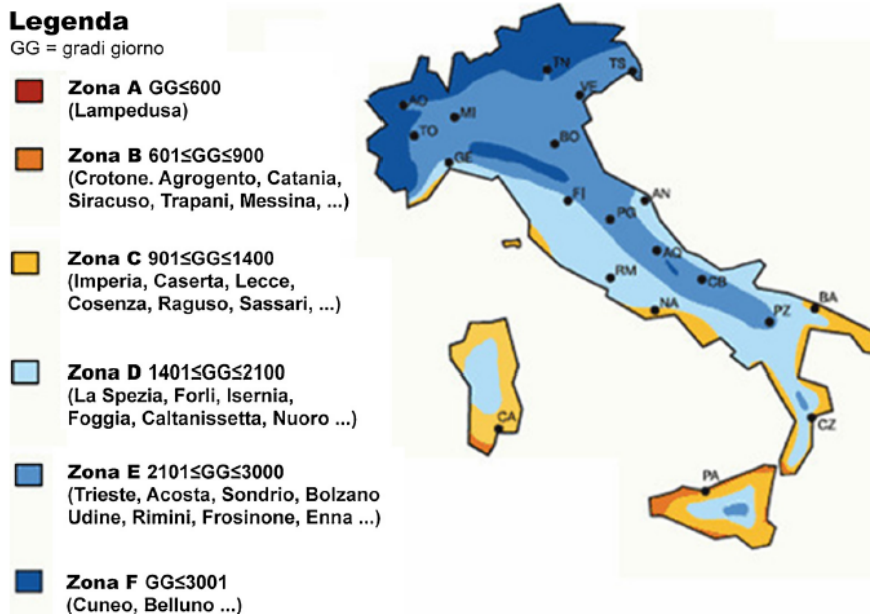 Legenda
GG = gradi giorno
Zona A GG≤600
(Lampedusa)
Zona B 601≤GG≤900
(Crotone. Agrogento, Catania,
Siracuso, Trapani, Messina, ...)
Zona C 901≤GG≤1400
(Imperia, Caserta, Lecce,
Cosenza, Raguso, Sassari, ...)
Zona D 1401≤GG≤2100
(La Spezia, Forli, Isernia,
Foggia, Caltanissetta, Nuoro ...)
Zona E 2101≤GG≤3000
(Trieste, Acosta, Sondrio, Bolzano
Udine, Rimini, Frosinone, Enna ...)
Zona F GG≤3001
(Cuneo, Belluno ...)
TN
TS
AO
VE
MI
TO
BO
GE
FI
AN
PG
AQ
RM
CB
NA
BA
PZ
CA
CZ
PA